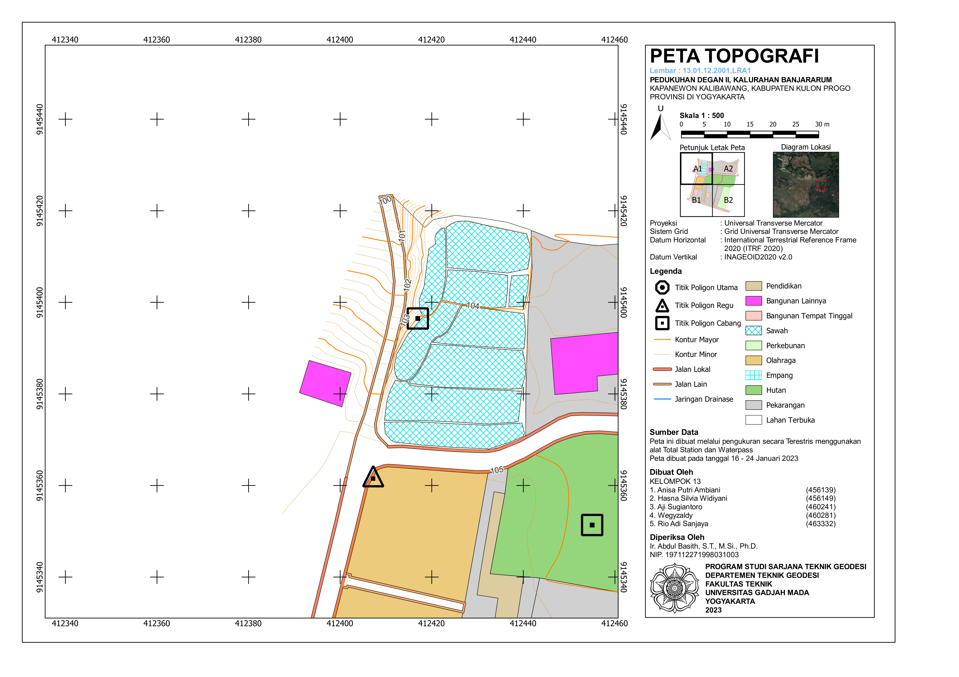 412340 412360 412380 412400 412420 412440 412460
9145440 9145440
9145420 9145420
9145400 9145400
9145380 9145380
9145360 9145360
9145340 9145340
100
101
102
103
104
105
412340 412360 412380 412400 412420 412440 412460
PETA TOPOGRAFI
Lembar : 13.01.12.2001.LRA1
PEDUKUHAN DEGAN II, KALURAHAN BANJARARUM
KAPANEWON KALIBAWANG, KABUPATEN KULON PROGO
PROVINSI DI YOGYAKARTA
U
Skala 1 : 500
0 5 10 15 20 25 30 m
Petunjuk Letak Peta
A1 A2
B1 B2
Diagram Lokasi
Proyeksi : Universal Transverse Mercator
Sistem Grid : Grid Universal Transverse Mercator
Datum Horizontal : International Terrestrial Reference Frame
2020 (ITRF 2020)
Datum Vertikal : INAGEOID2020 v2.0
Legenda
Titik Poligon Utama
Titik Poligon Regu
Titik Poligon Cabang
Kontur Mayor
Kontur Minor
Jalan Lokal
Jalan Lain
Jaringan Drainase
Pendidikan
Bangunan Lainnya
Bangunan Tempat Tinggal
Sawah
Perkebunan
Olahraga
Empang
Hutan
Pekarangan
Lahan Terbuka
Sumber Data
Peta ini dibuat melalui pengukuran secara Terestris menggunakan
alat Total Station dan Waterpass
Peta dibuat pada tanggal 16 - 24 Januari 2023
Dibuat Oleh
KELOMPOK 13
1. Anisa Putri Ambiani (456139)
2. Hasna Silvia Widiyani (456149)
3. Aji Sugiantoro (460241)
4. Wegyzaldy (460281)
5. Rio Adi Sanjaya (463332)
Diperiksa Oleh
Ir. Abdul Basith, S.T., M.Si., Ph.D.
NIP. 197112271998031003
PROGRAM STUDI SARJANA TEKNIK GEODESI
DEPARTEMEN TEKNIK GEODESI
FAKULTAS TEKNIK
UNIVERSITAS GADJAH MADA
YOGYAKARTA
2023